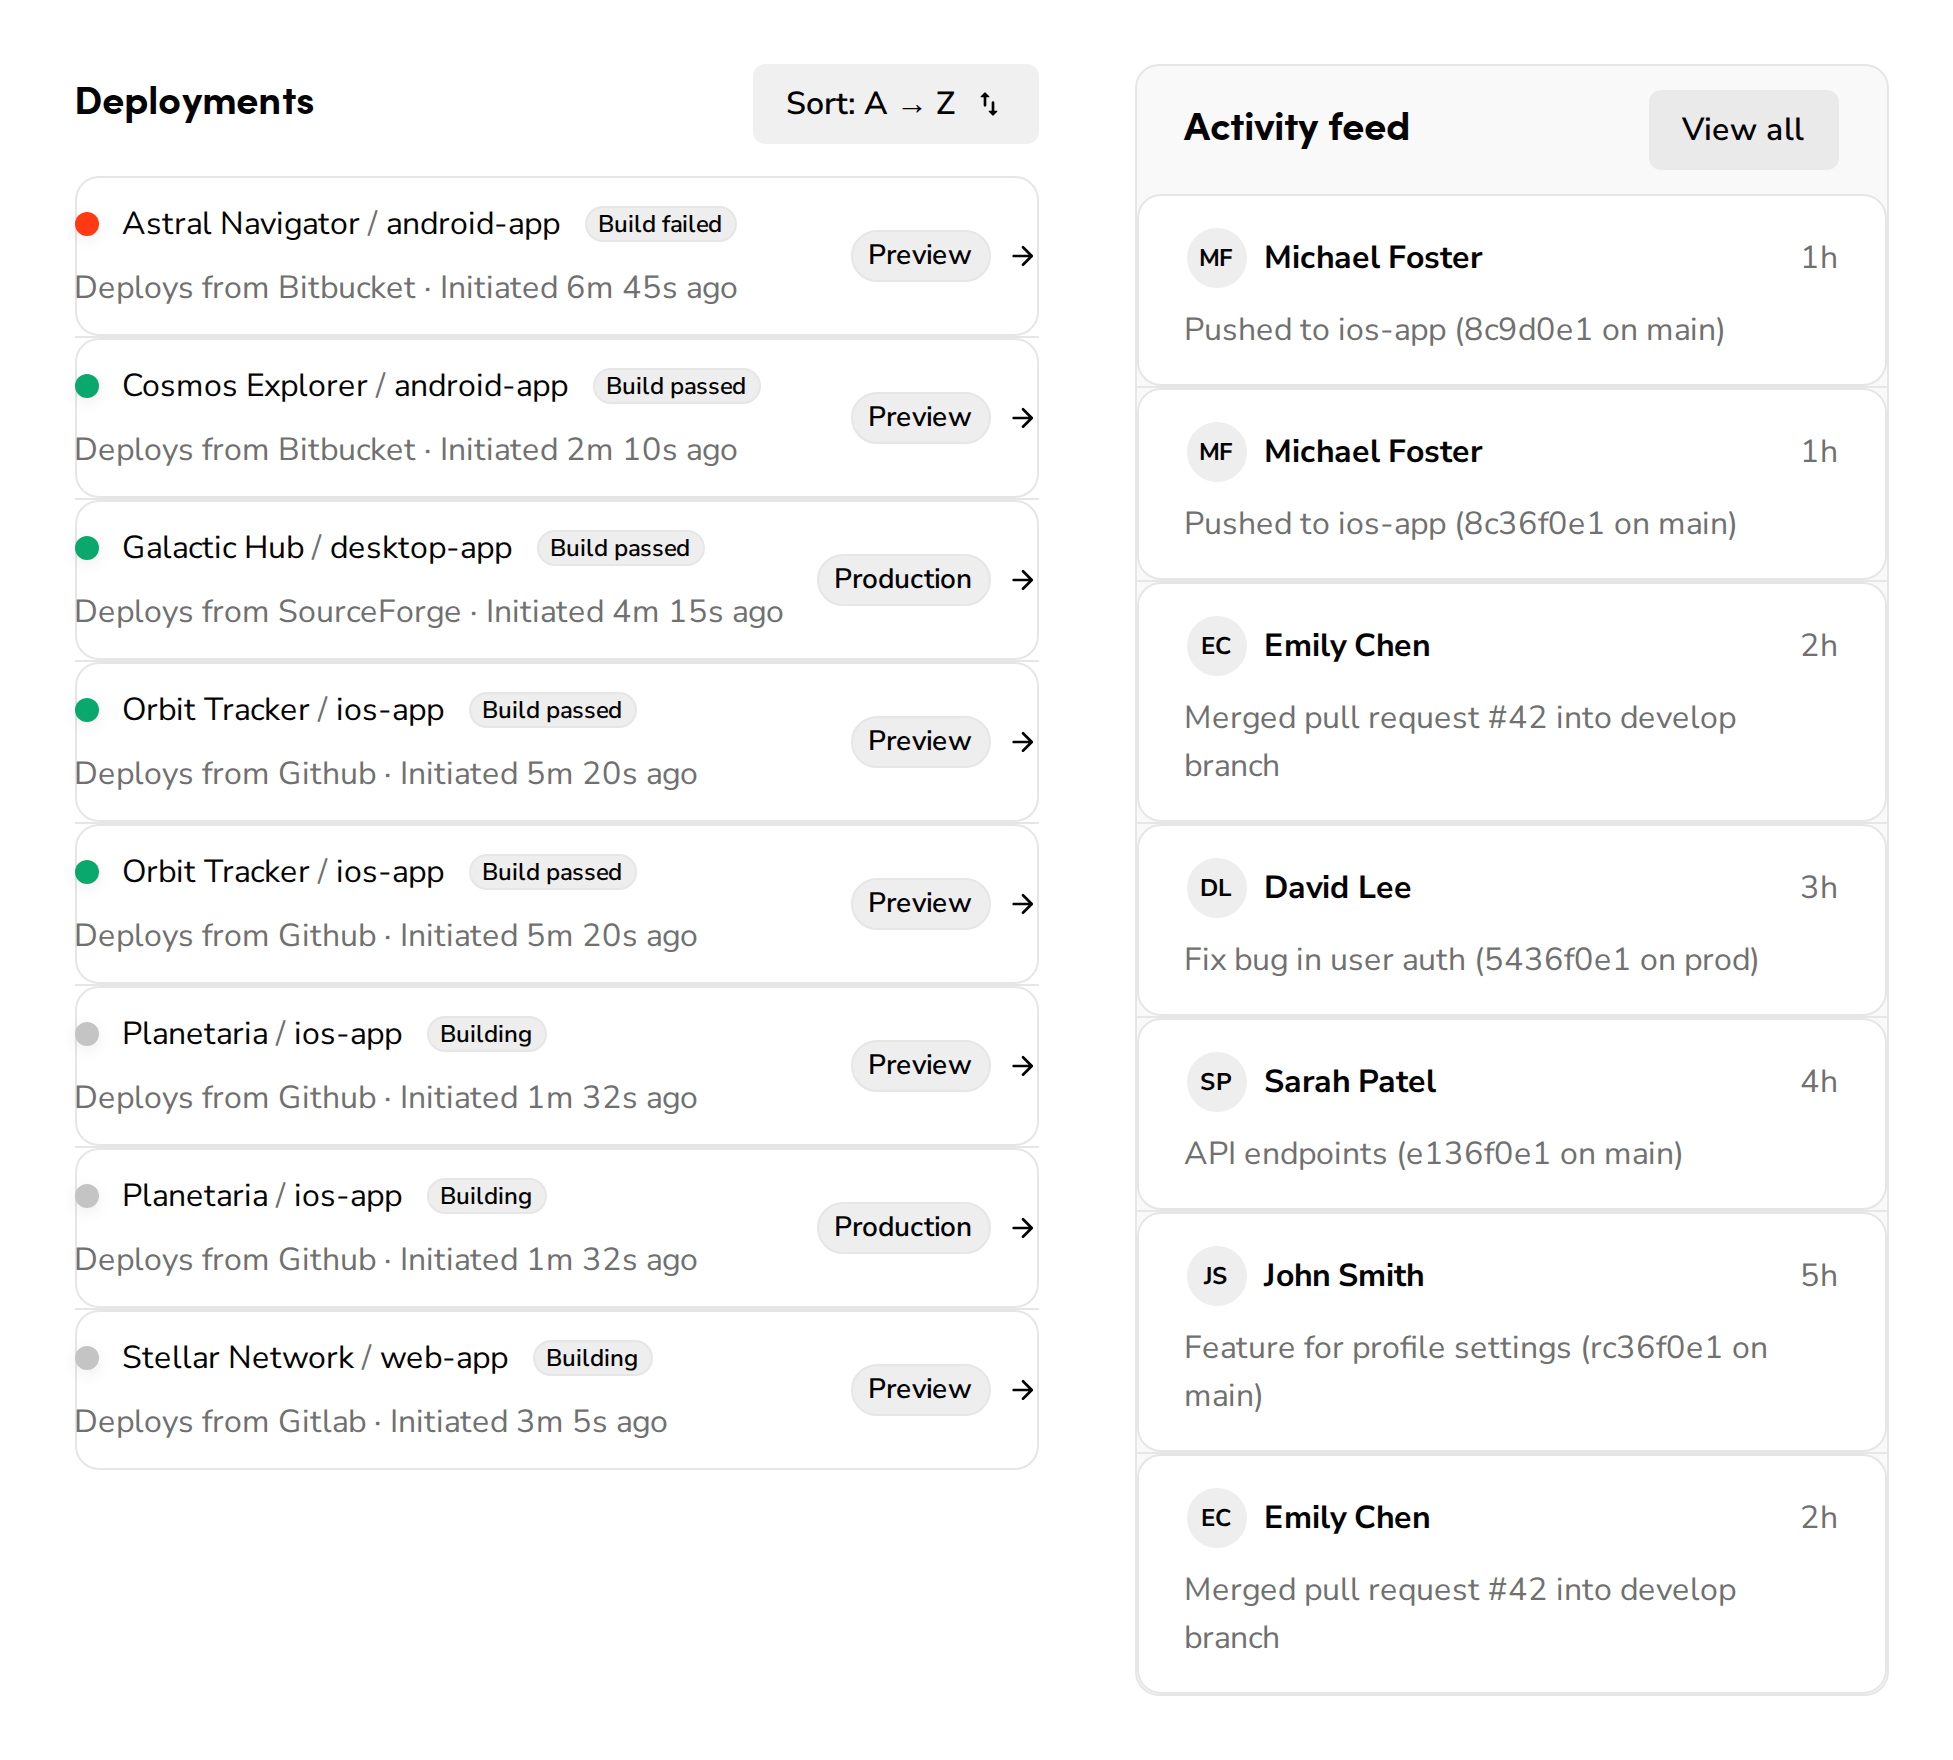 Deployments
Sort: A → Z
Astral Navigator / android-app Build failed
Preview
Deploys from Bitbucket · Initiated 6m 45s ago
Cosmos Explorer / android-app Build passed
Preview
Deploys from Bitbucket · Initiated 2m 10s ago
Galactic Hub / desktop-app Build passed
Production
Deploys from SourceForge · Initiated 4m 15s ago
Orbit Tracker / ios-app Build passed
Preview
Deploys from Github · Initiated 5m 20s ago
Orbit Tracker / ios-app Build passed
Preview
Deploys from Github · Initiated 5m 20s ago
Planetaria / ios-app Building
Preview
Deploys from Github · Initiated 1m 32s ago
Planetaria / ios-app Building
Production
Deploys from Github · Initiated 1m 32s ago
Stellar Network / web-app Building
Preview
Deploys from Gitlab · Initiated 3m 5s ago
Activity feed
View all
MF Michael Foster 1h
Pushed to ios-app (8c9d0e1 on main)
MF Michael Foster 1h
Pushed to ios-app (8c36f0e1 on main)
EC Emily Chen 2h
Merged pull request #42 into develop
branch
DL David Lee 3h
Fix bug in user auth (5436f0e1 on prod)
SP Sarah Patel 4h
API endpoints (e136f0e1 on main)
JS John Smith 5h
Feature for profile settings (rc36f0e1 on
main)
EC Emily Chen 2h
Merged pull request #42 into develop
branch